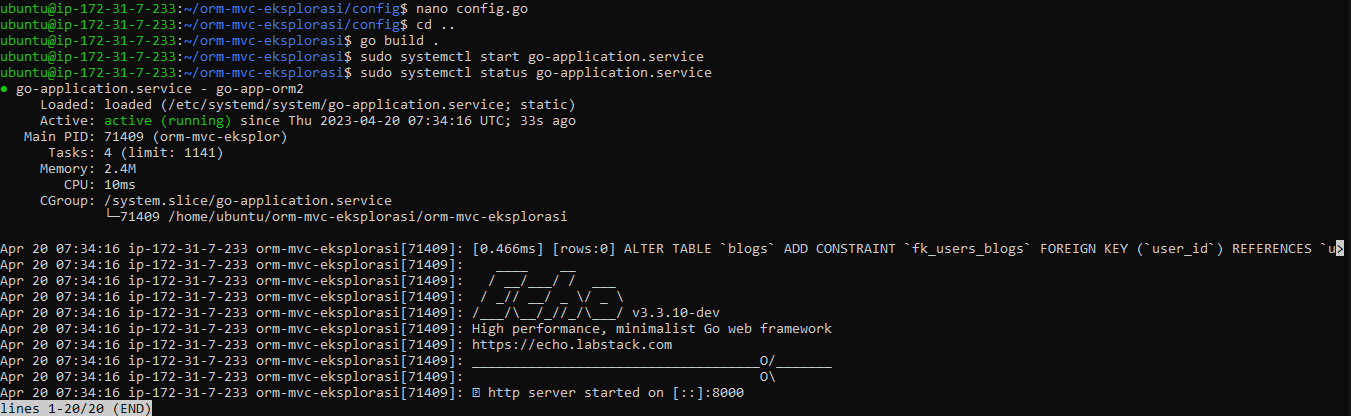 ubuntu@ip-172-31-7-233:~/orm-mvc-eksplorasi/config$ nano config.go
ubuntu@ip-172-31-7-233:~/orm-mvc-eksplorasi/config$ cd ..
ubuntu@ip-172-31-7-233:~/orm-mvc-eksplorasi$ go build .
ubuntu@ip-172-31-7-233:~/orm-mvc-eksplorasi$ sudo systemctl start go-application.service
ubuntu@ip-172-31-7-233:~/orm-mvc-eksplorasi$ sudo systemctl status go-application.service
● go-application.service - go-app-orm2
     Loaded: loaded (/etc/systemd/system/go-application.service; static)
     Active: active (running) since Thu 2023-04-20 07:34:16 UTC; 33s ago
   Main PID: 71409 (orm-mvc-eksplor)
      Tasks: 4 (limit: 1141)
     Memory: 2.4M
        CPU: 10ms
     CGroup: /system.slice/go-application.service
             └─71409 /home/ubuntu/orm-mvc-eksplorasi/orm-mvc-eksplorasi
Apr 20 07:34:16 ip-172-31-7-233 orm-mvc-eksplorasi[71409]: [0.466ms] [rows:0] ALTER TABLE `blogs` ADD CONSTRAINT `fk_users_blogs` FOREIGN KEY (`user_id`) REFERENCES `u>
Apr 20 07:34:16 ip-172-31-7-233 orm-mvc-eksplorasi[71409]:    ____    __
Apr 20 07:34:16 ip-172-31-7-233 orm-mvc-eksplorasi[71409]:   / __/___/ /  ___
Apr 20 07:34:16 ip-172-31-7-233 orm-mvc-eksplorasi[71409]:  / _// __/ _ \/ _ \
Apr 20 07:34:16 ip-172-31-7-233 orm-mvc-eksplorasi[71409]: /___/\__/_//_/\___/ v3.3.10-dev
Apr 20 07:34:16 ip-172-31-7-233 orm-mvc-eksplorasi[71409]: High performance, minimalist Go web framework
Apr 20 07:34:16 ip-172-31-7-233 orm-mvc-eksplorasi[71409]: https://echo.labstack.com
Apr 20 07:34:16 ip-172-31-7-233 orm-mvc-eksplorasi[71409]: ____________________________________O/_______
Apr 20 07:34:16 ip-172-31-7-233 orm-mvc-eksplorasi[71409]:                                     O\
Apr 20 07:34:16 ip-172-31-7-233 orm-mvc-eksplorasi[71409]: http server started on [::]:8000
lines 1-20/20 (END)